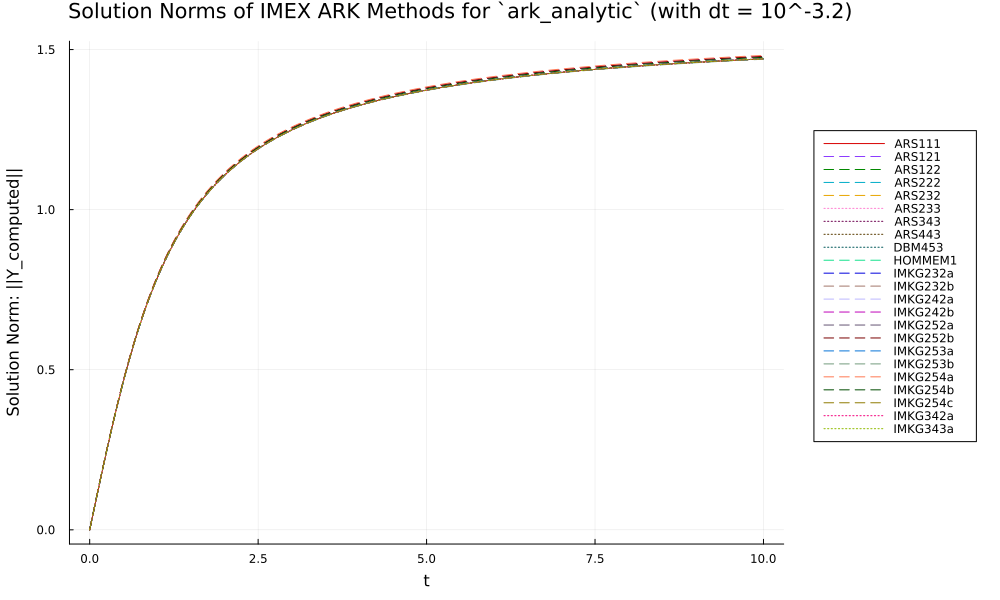 Solution Norms of IMEX ARK Methods for `ark_analytic` (with dt = 10^-3.2)
Solution Norm: ||Y_computed||
1.5
1.0
0.5
0.0
0.0 2.5 5.0 7.5 10.0
t
ARS111
ARS121
ARS122
ARS222
ARS232
ARS233
ARS343
ARS443
DBM453
HOMMEM1
IMKG232a
IMKG232b
IMKG242a
IMKG242b
IMKG252a
IMKG252b
IMKG253a
IMKG253b
IMKG254a
IMKG254b
IMKG254c
IMKG342a
IMKG343a